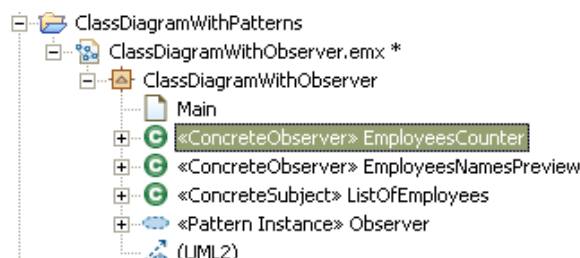 ClassDiagramWithPatterns
ClassDiagramWithObserver.emx *
ClassDiagramWithObserver
Main
«ConcreteObserver» EmployeesCounter
«ConcreteObserver» EmployeesNamesPreview
«ConcreteSubject» ListOfEmployees
«Pattern Instance» Observer
(UML2)